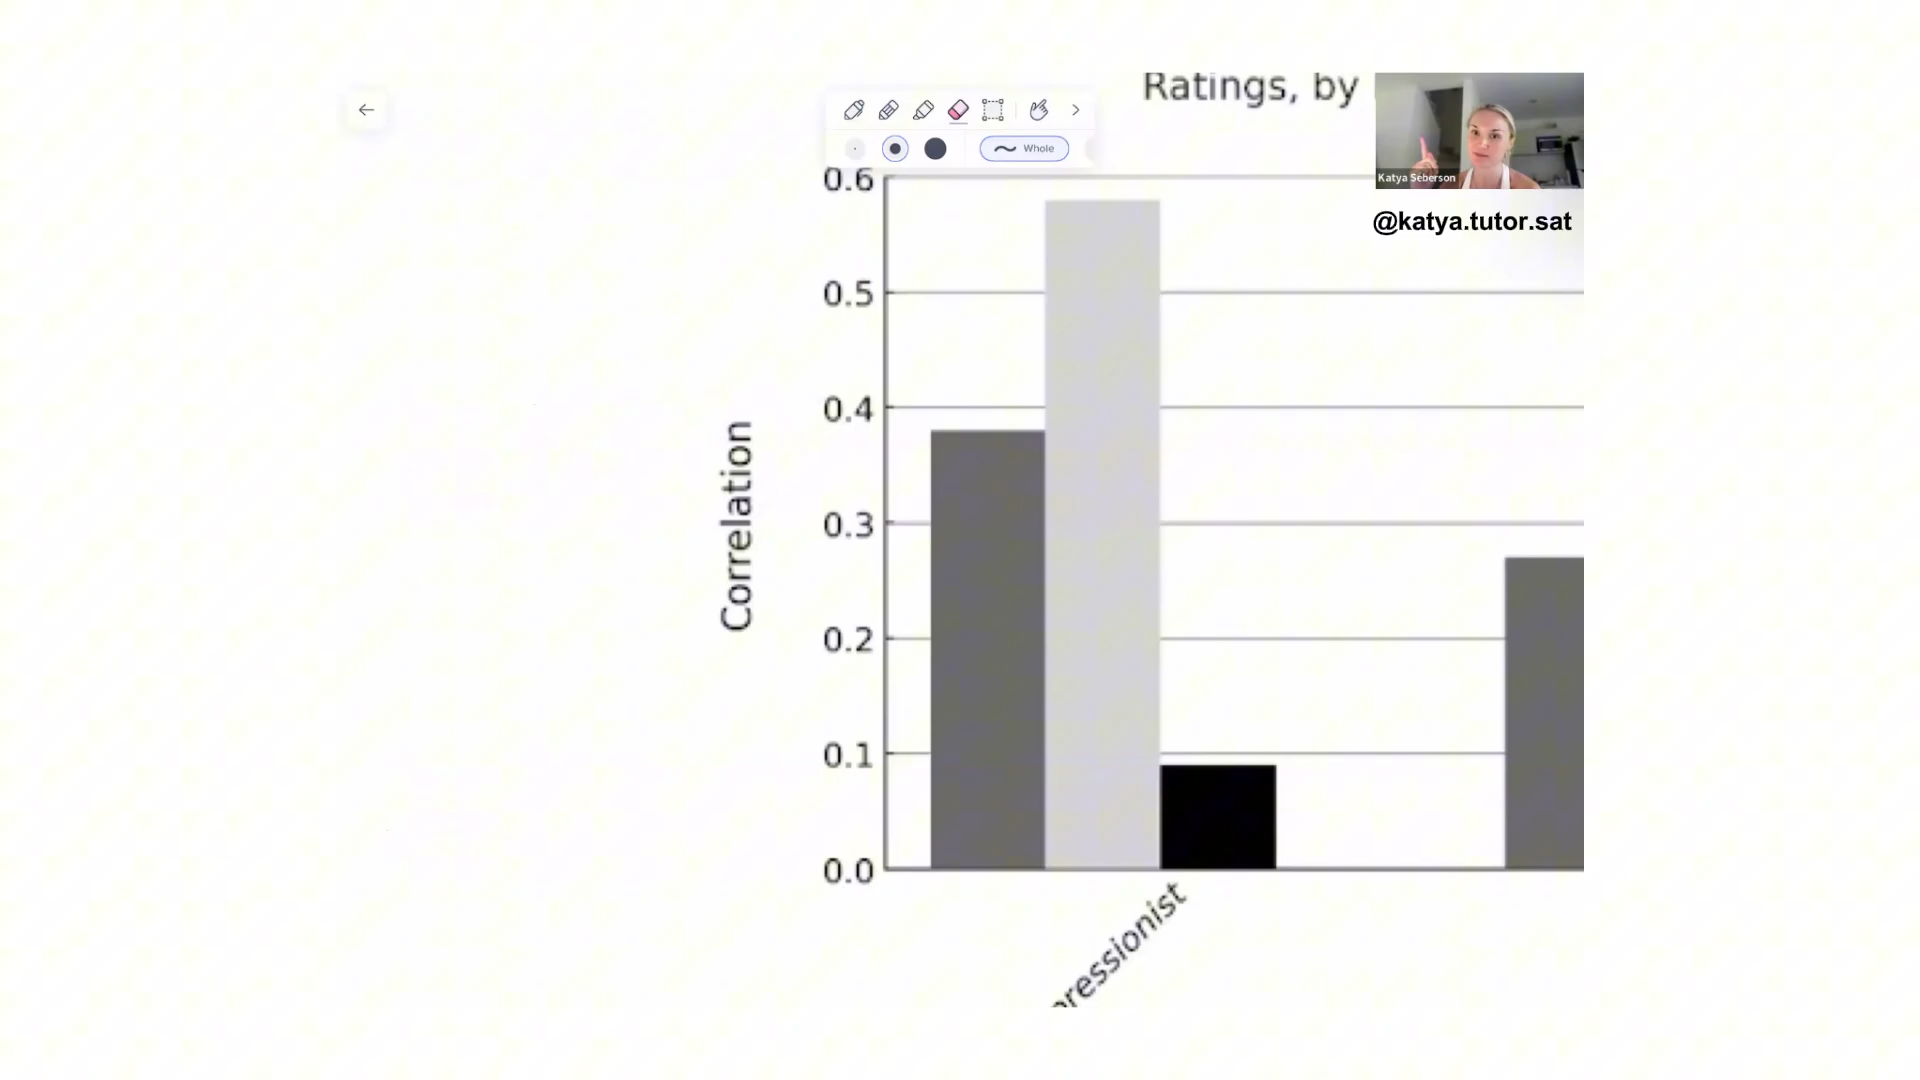 Ratings, by
Whole
Katya Seberson
@katya.tutor.sat
0.6
0.5
0.4
0.3
0.2
0.1
0.0
Correlation
pressionist